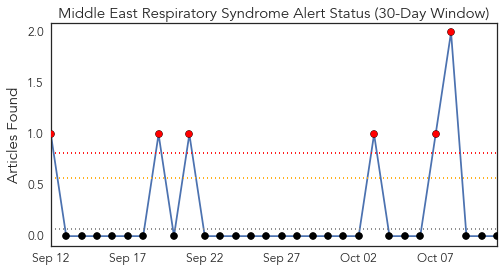 Middle East Respiratory Syndrome Alert Status (30-Day Window)
Articles Found
2.0
1.5
1.0
0.5
0.0
Sep 12 Sep 17 Sep 22 Sep 27 Oct 02 Oct 07